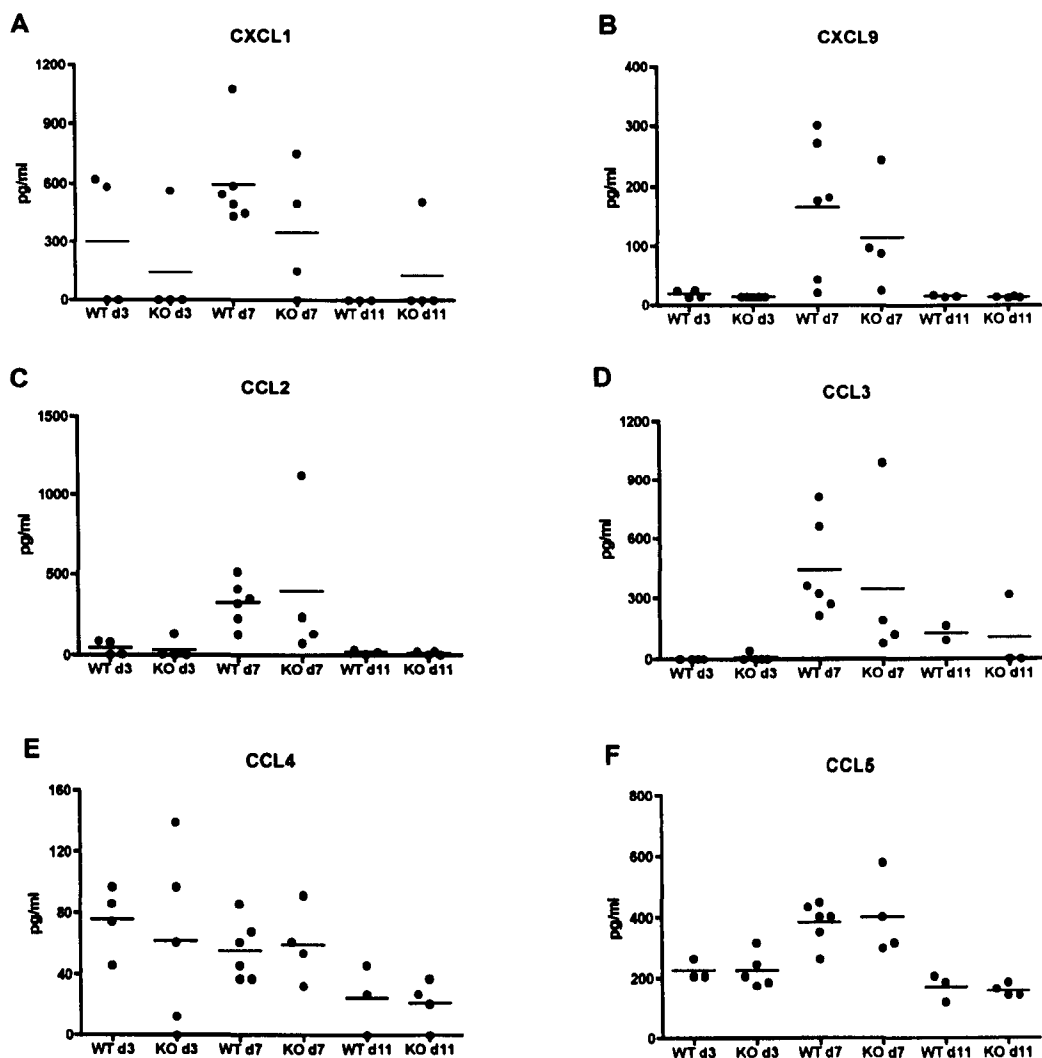 A
CXCL1
1200
900
600
300
0
pg/ml
WT d3 KO d3 WT d7 KO d7 WT d11 KO d11
B
CXCL9
400
300
200
100
0
pg/ml
WT d3 KO d3 WT d7 KO d7 WT d11 KO d11
C
CCL2
1500
1000
500
0
pg/ml
WT d3 KO d3 WT d7 KO d7 WT d11 KO d11
D
CCL3
1200
900
600
300
0
pg/ml
WT d3 KO d3 WT d7 KO d7 WT d11 KO d11
E
CCL4
160
120
80
40
0
pg/ml
WT d3 KO d3 WT d7 KO d7 WT d11 KO d11
F
CCL5
800
600
400
200
0
pg/ml
WT d3 KO d3 WT d7 KO d7 WT d11 KO d11